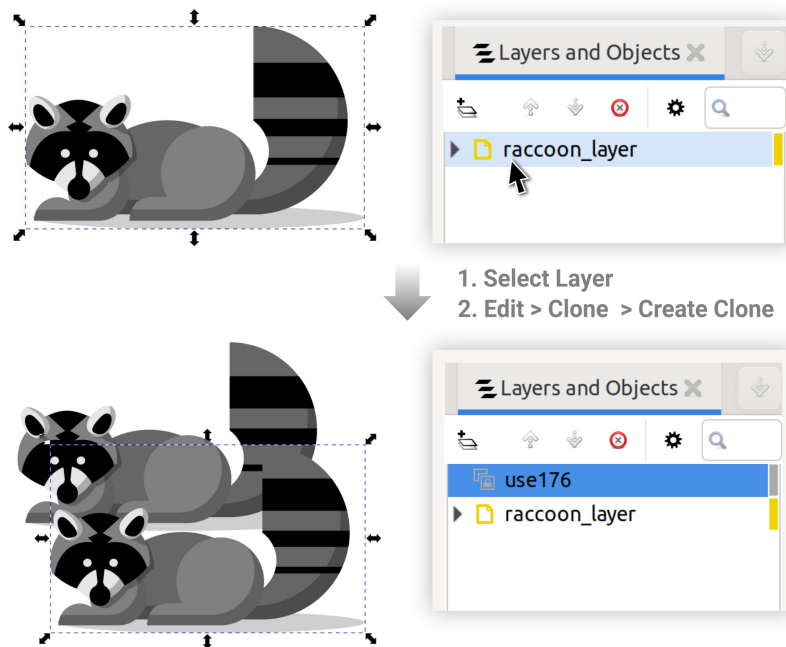 Layers and Objects
raccoon_layer
1. Select Layer
2. Edit > Clone > Create Clone
Layers and Objects
use176
raccoon_layer